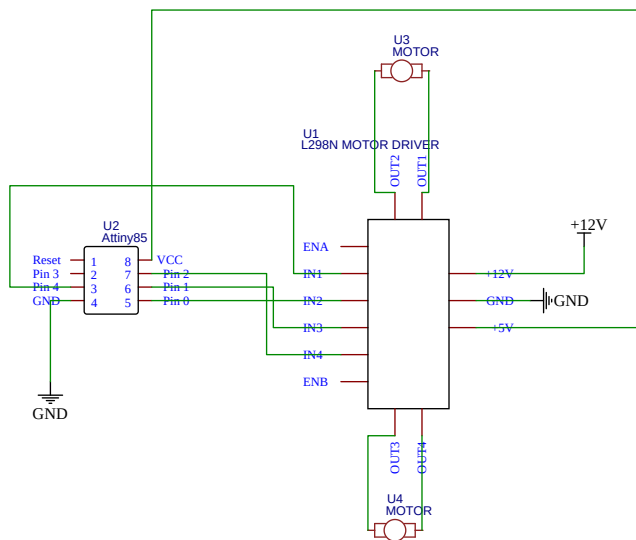 U3
MOTOR
U1
L298N MOTOR DRIVER
OUT2
OUT1
+12V
U2
Attiny85
ENA
Reset
1
8
VCC
Pin 3
2
7
Pin 2
IN1
+12V
Pin 4
3
6
Pin 1
GND
4
5
Pin 0
IN2
GND
GND
IN3
+5V
IN4
ENB
GND
OUT3
OUT4
U4
MOTOR